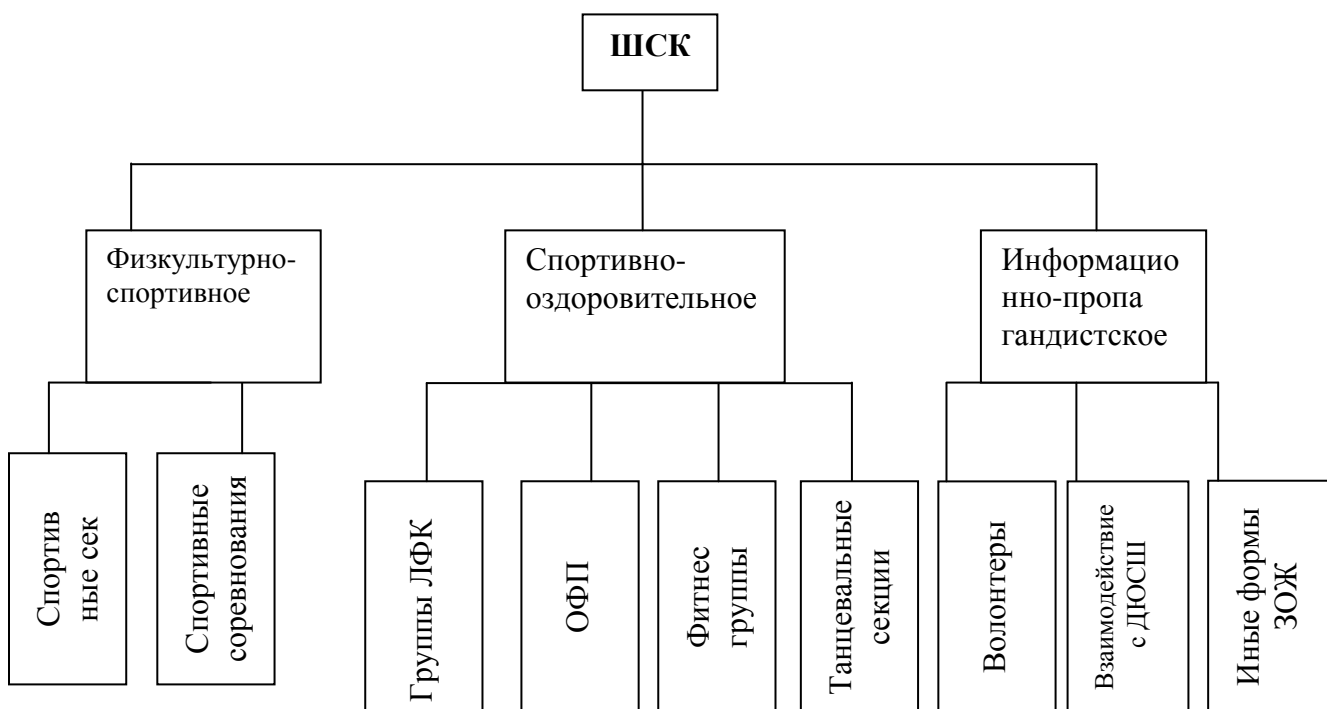 ШСК
Физкультурно-
спортивное
Спортивно-
оздоровительное
Информацио
нно-пропа
гандистское
Спортив
ные сек
Спортивные
соревнования
Группы ЛФК
ОФП
Фитнес
группы
Танцевальные
секции
Волонтеры
Взаимодействие
с ДЮСШ
Иные формы
ЗОЖ